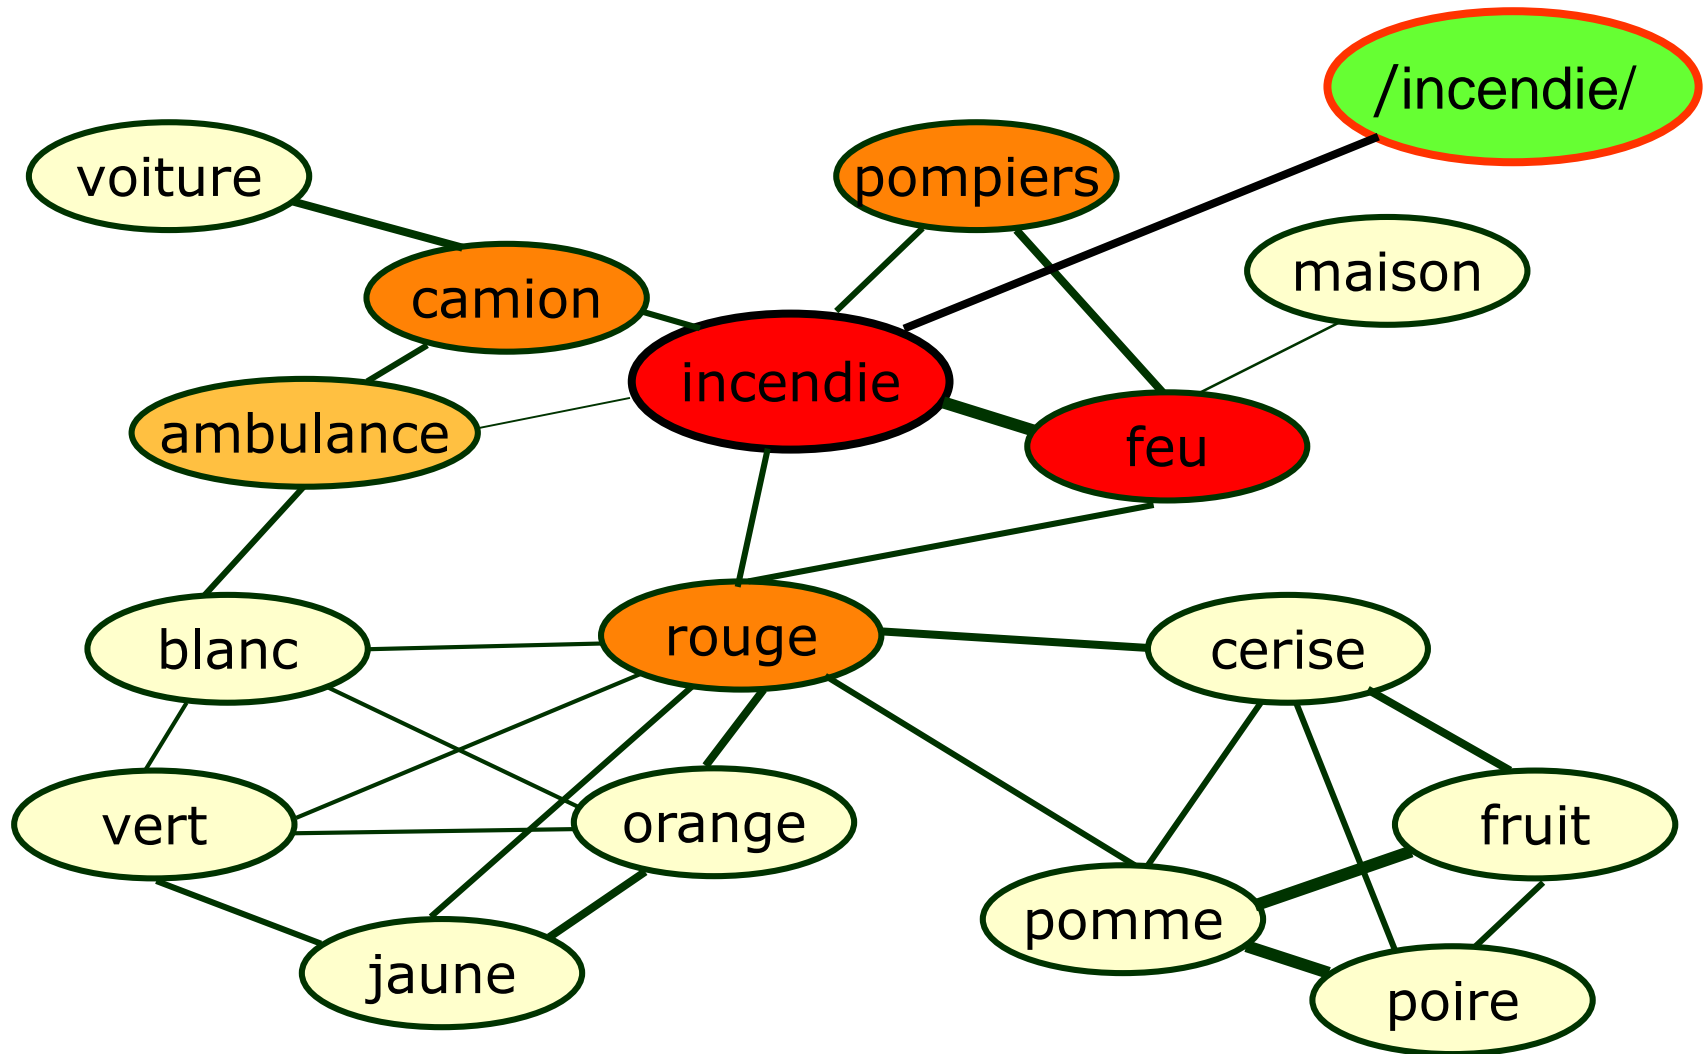 /incendie/
voiture
pompiers
maison
camion
incendie
ambulance
feu
blanc
rouge
cerise
vert
orange
fruit
pomme
jaune
poire